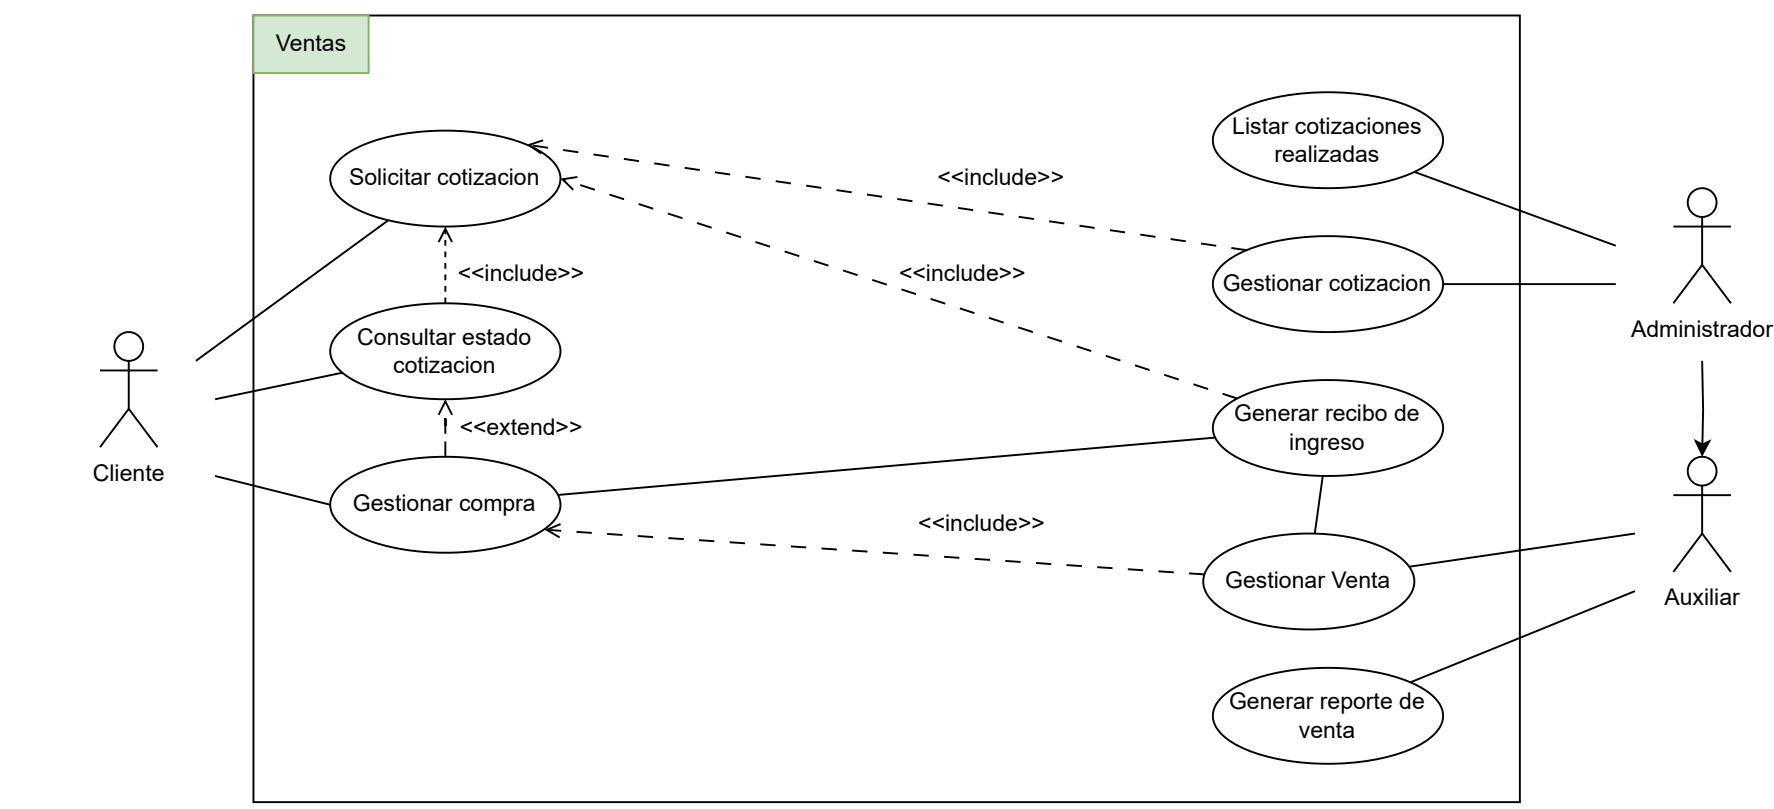 Ventas
Listar cotizaciones
realizadas
Solicitar cotizacion
<<include>>
<<include>>
<<include>>
Gestionar cotizacion
Administrador
Consultar estado
cotizacion
Generar recibo de
ingreso
<<extend>>
Cliente
Gestionar compra
<<include>>
Gestionar Venta
Auxiliar
Generar reporte de
venta